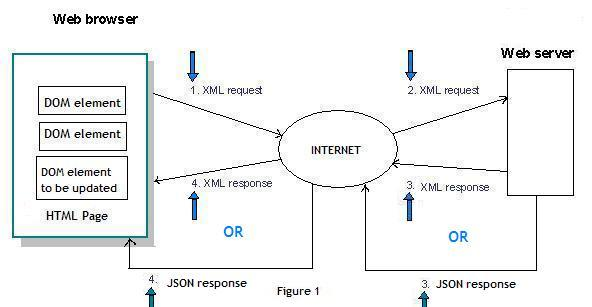 Web browser
Web server
1. XML request
2. XML request
DOM element
DOM element
DOM element
to be updated
HTML Page
INTERNET
4. XML response
3. XML response
OR
OR
4. JSON response
3. JSON response
Figure 1